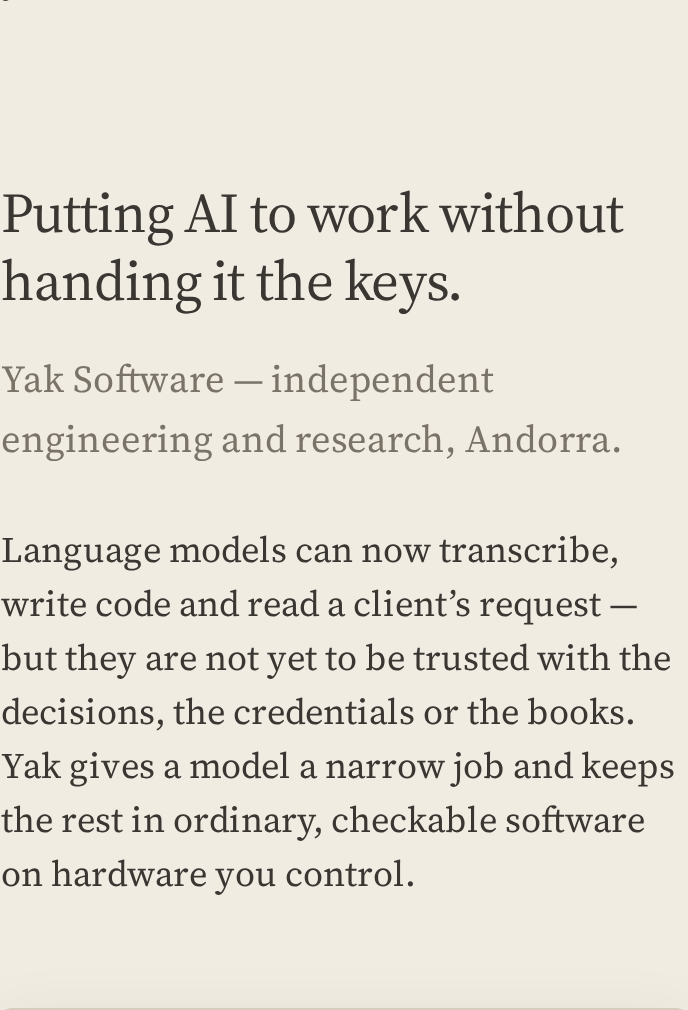 Putting AI to work without
handing it the keys.
Yak Software — independent
engineering and research, Andorra.
Language models can now transcribe,
write code and read a client’s request —
but they are not yet to be trusted with the
decisions, the credentials or the books.
Yak gives a model a narrow job and keeps
the rest in ordinary, checkable software
on hardware you control.